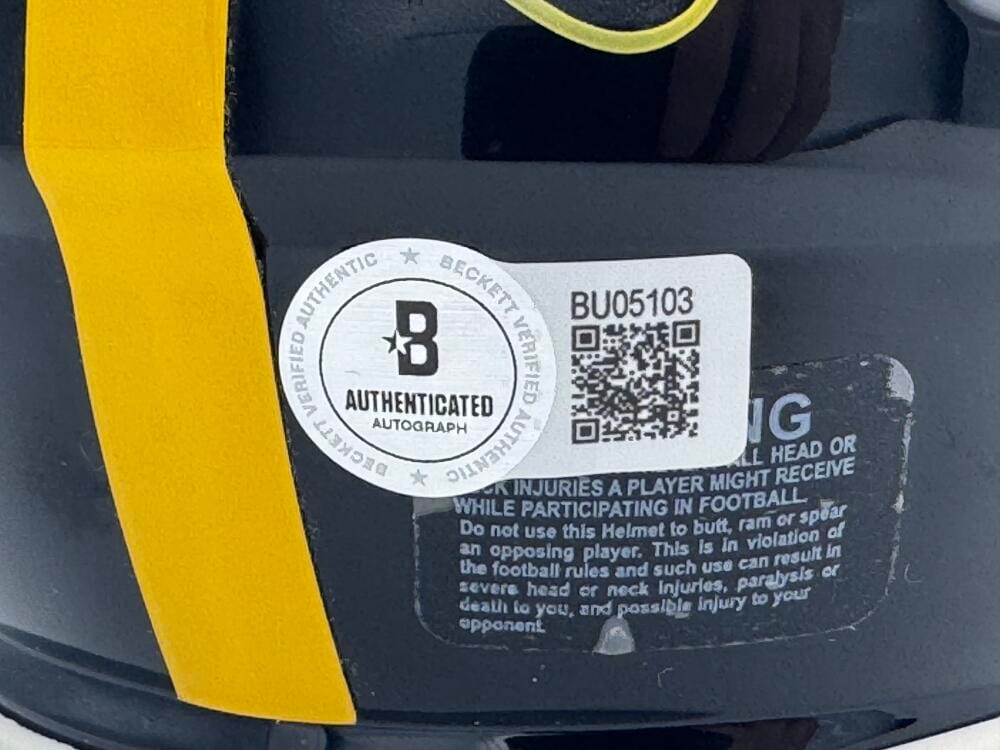 BECKETT VERIFIED AUTHENTIC ★ BECKETT VERIFIED AUTHENTIC ★
B
AUTHENTICATED
AUTOGRAPH
BU05103
NG
ALL HEAD OR
CK INJURIES A PLAYER MIGHT RECEIVE
WHILE PARTICIPATING IN FOOTBALL.
Do not use this Helmet to butt, ram or spear
an opposing player. This is in violation of
the football rules and such use can result in
severe head or neck injuries, paralysis or
death to you, and possible injury to your
opponent.